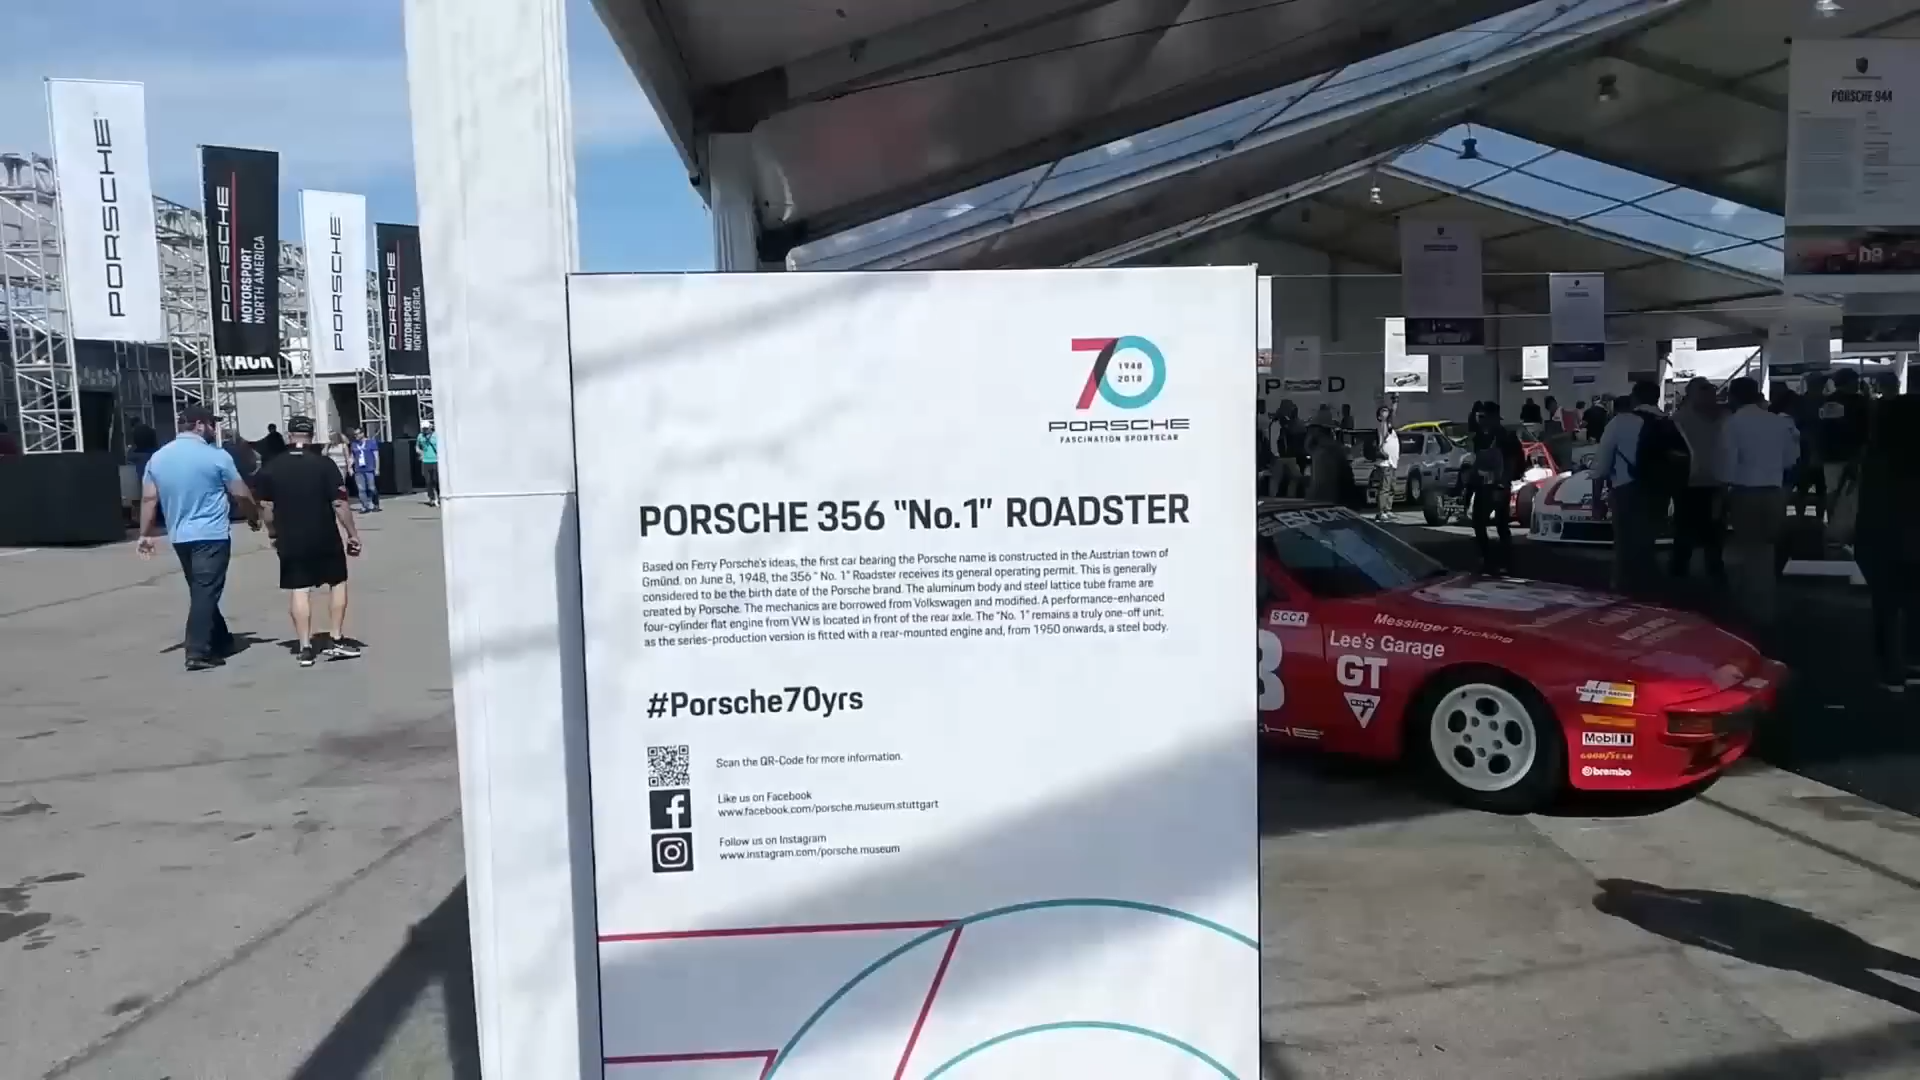 PORSCHE
PORSCHE
MOTORSPORT
NORTH AMERICA
PORSCHE
PORSCHE
MOTORSPORT
NORTH AMERICA
PORSCHE 944
70
1948
2018
PORSCHE
FASCINATION SPORTSCAR
PORSCHE 356 "No.1" ROADSTER
Based on Ferry Porsche's ideas, the first car bearing the Porsche name is constructed in the Austrian town of
Gmünd. on June 8, 1948, the 356 " No. 1" Roadster receives its general operating permit. This is generally
considered to be the birth date of the Porsche brand. The aluminum body and steel lattice tube frame are
created by Porsche. The mechanics are borrowed from Volkswagen and modified. A performance-enhanced
four-cylinder flat engine from VW is located in front of the rear axle. The "No. 1" remains a truly one-off unit,
as the series-production version is fitted with a rear-mounted engine and, from 1950 onwards, a steel body.
#Porsche70yrs
Scan the QR-Code for more information.
Like us on Facebook
www.facebook.com/porsche.museum.stuttgart
Follow us on Instagram
www.instagram.com/porsche.museum
SCCA
Messinger Trucking
Lee's Garage
GT
Mobil 1
GOODYEAR
brembo